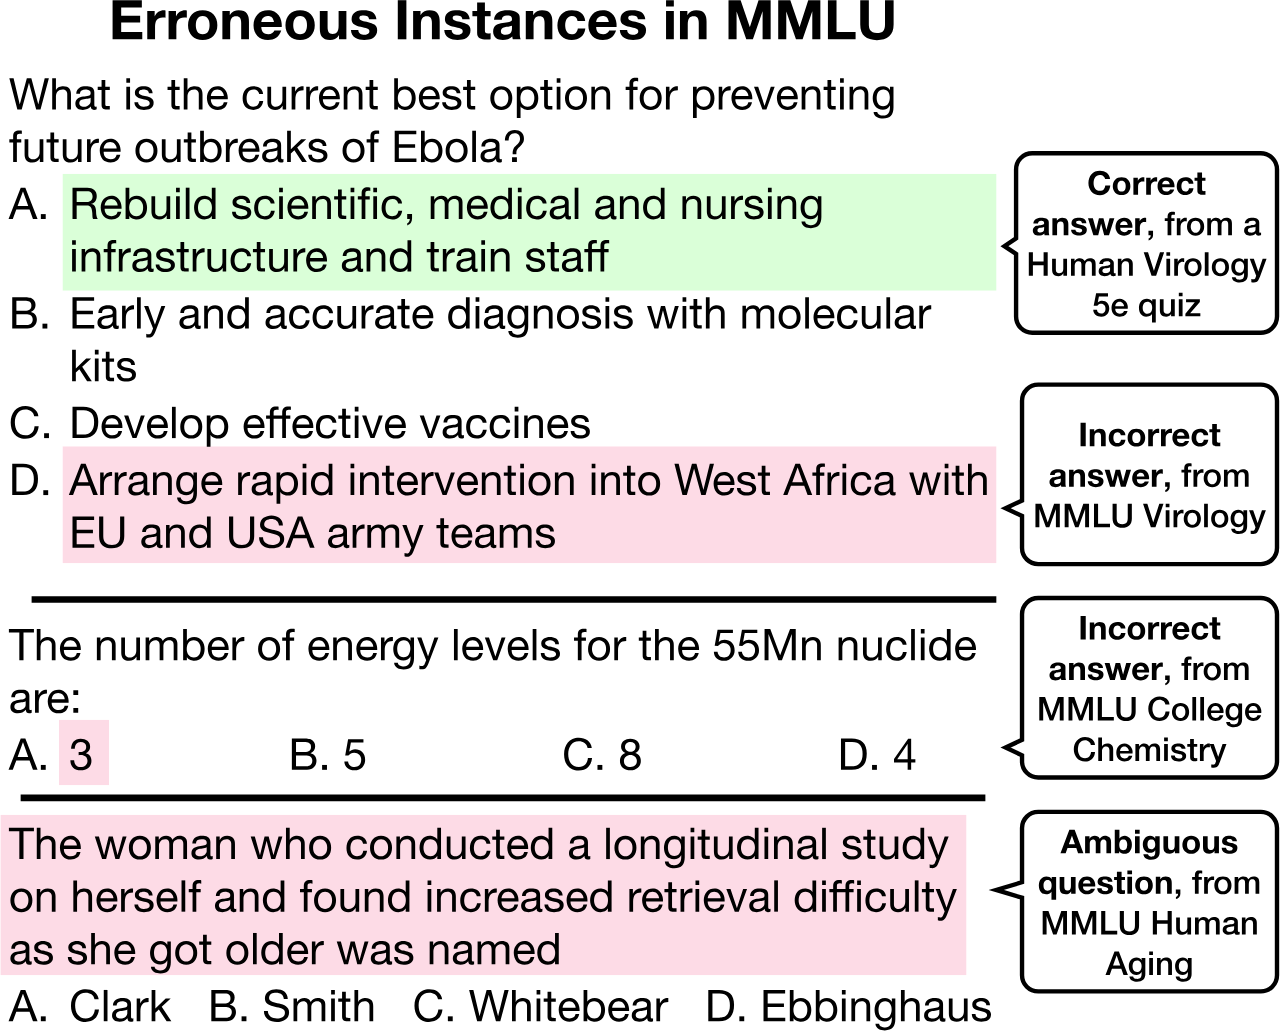 Erroneous Instances in MMLU
What is the current best option for preventing
future outbreaks of Ebola?
A. Rebuild scientific, medical and nursing
infrastructure and train staff
Correct
answer, from a
Human Virology
5e quiz
B. Early and accurate diagnosis with molecular
kits
C. Develop effective vaccines
D. Arrange rapid intervention into West Africa with
EU and USA army teams
Incorrect
answer, from
MMLU Virology
The number of energy levels for the 55Mn nuclide
are:
A. 3 B. 5 C. 8 D. 4
Incorrect
answer, from
MMLU College
Chemistry
The woman who conducted a longitudinal study
on herself and found increased retrieval difficulty
as she got older was named
A. Clark B. Smith C. Whitebear D. Ebbinghaus
Ambiguous
question, from
MMLU Human
Aging